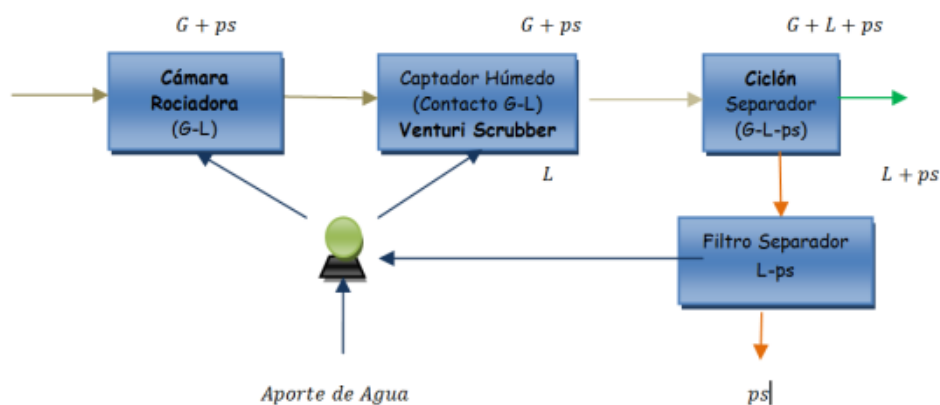 G + ps
G + ps
G + L + ps
Cámara
Rociadora
(G-L)
Captador Húmedo
(Contacto G-L)
Venturi Scrubber
Ciclón
Separador
(G-L-ps)
L
L + ps
Filtro Separador
L-ps
Aporte de Agua
ps